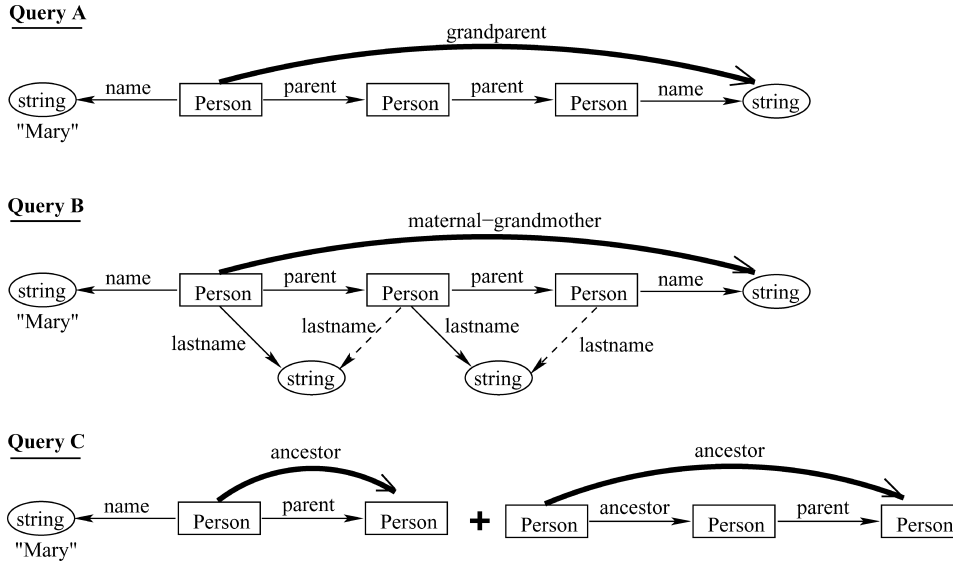 Query A
grandparent
string name Person parent Person parent Person name string
"Mary"
Query B
maternal−grandmother
string name Person parent Person parent Person name string
"Mary"
lastname lastname lastname lastname
string string
Query C
ancestor ancestor
string name Person parent Person + Person ancestor Person parent Person
"Mary"